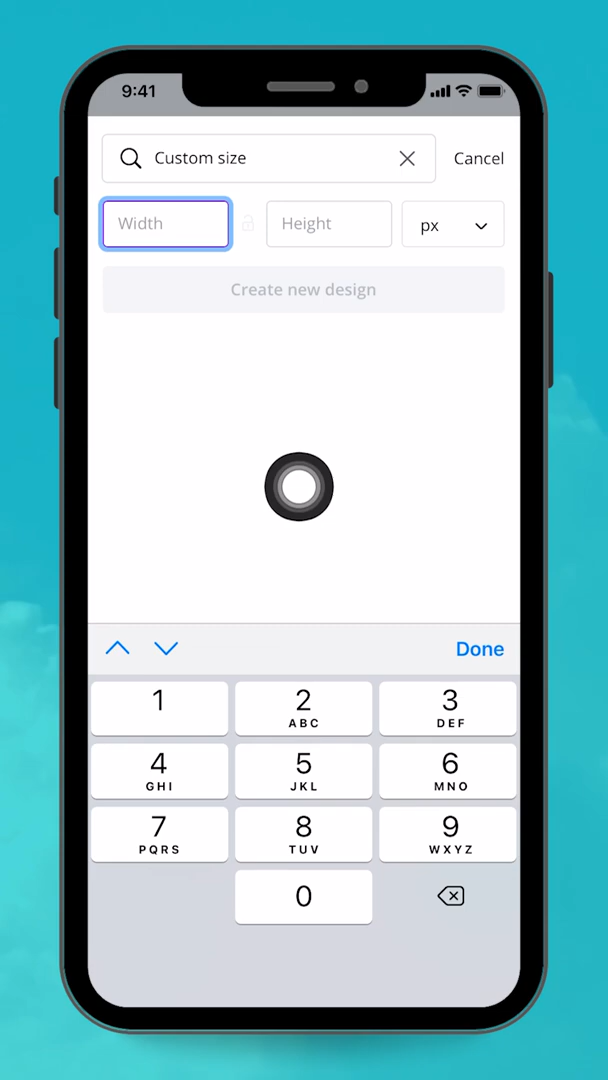 9:41
Custom size Cancel
Width Height px
Create new design
Done
1 2 3
ABC DEF
4 5 6
GHI JKL MNO
7 8 9
PQRS TUV WXYZ
0